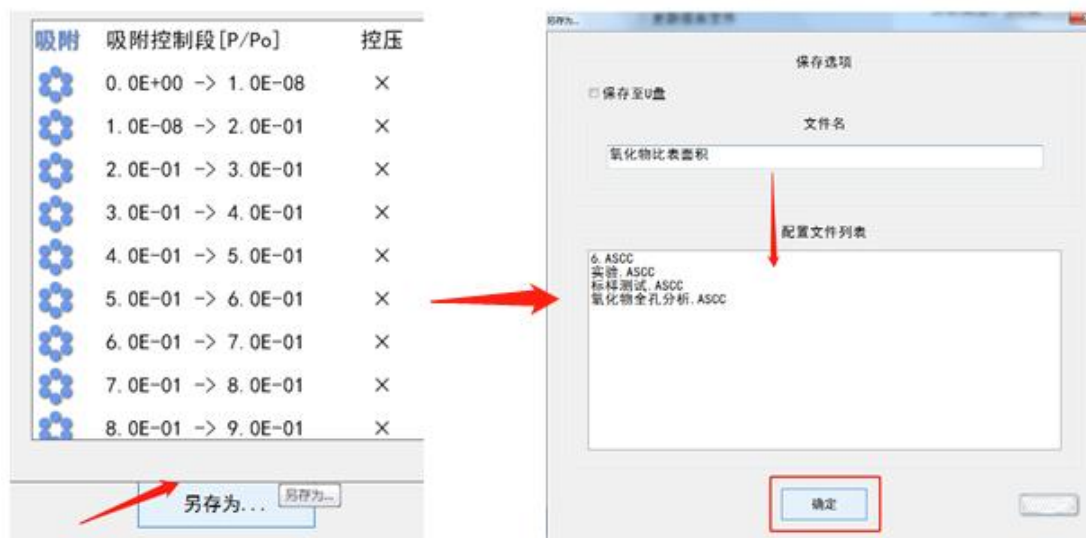 吸附 吸附控制段[P/Po] 控压
0.0E+00 -> 1.0E-08 ×
1.0E-08 -> 2.0E-01 ×
2.0E-01 -> 3.0E-01 ×
3.0E-01 -> 4.0E-01 ×
4.0E-01 -> 5.0E-01 ×
5.0E-01 -> 6.0E-01 ×
6.0E-01 -> 7.0E-01 ×
7.0E-01 -> 8.0E-01 ×
8.0E-01 -> 9.0E-01 ×
另存为...
另存为...
另存为...
保存选项
保存至U盘
文件名
氧化物比表面积
配置文件列表
6.ASCC
实验.ASCC
标样测试.ASCC
氧化物全孔分析.ASCC
确定